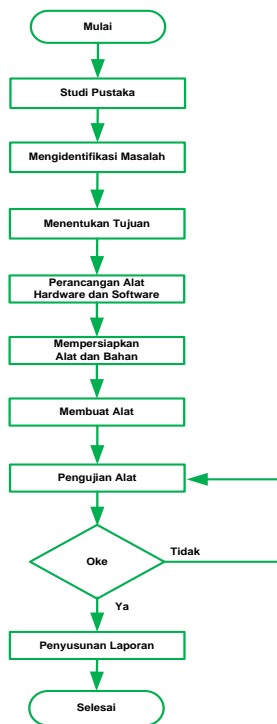 Mulai
Studi Pustaka
Mengidentifikasi Masalah
Menentukan Tujuan
Perancangan Alat
Hardware dan Software
Mempersiapkan
Alat dan Bahan
Membuat Alat
Pengujian Alat
Oke
Tidak
Ya
Penyusunan Laporan
Selesai